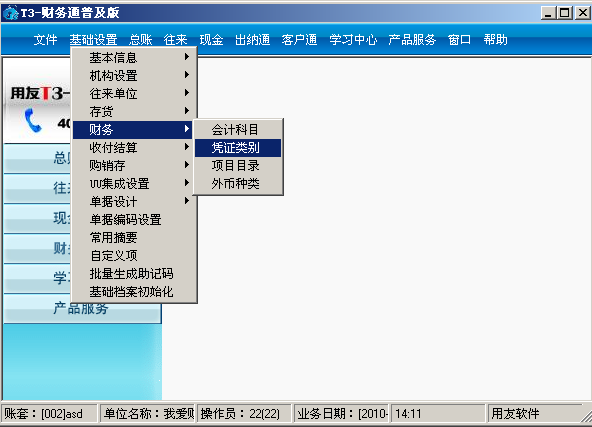 T3-财务通普及版
文件 基础设置 总账 往来 现金 出纳通 客户通 学习中心 产品服务 窗口 帮助
基本信息
机构设置
往来单位
存货
财务
收付结算
购销存
UU集成设置
单据设计
单据编码设置
常用摘要
自定义项
批量生成助记码
基础档案初始化
会计科目
凭证类别
项目目录
外币种类
用友T3-
40
总账
往
现
财
学
产品服务
账套：[002]asd 单位名称：我爱财 操作员：22(22) 业务日期：[2010- 14:11 用友软件